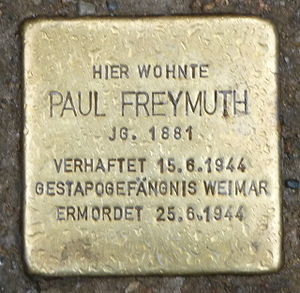 HIER WOHNTE
PAUL FREYMUTH
JG. 1881
VERHAFTET 15.6.1944
GESTAPOGEFÄNGNIS WEIMAR
ERMORDET 25.6.1944